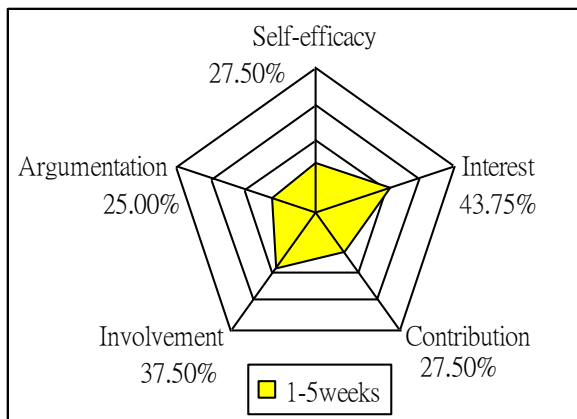 Self-efficacy
27.50%
Argumentation
25.00%
Interest
43.75%
Involvement
37.50%
Contribution
27.50%
1-5weeks